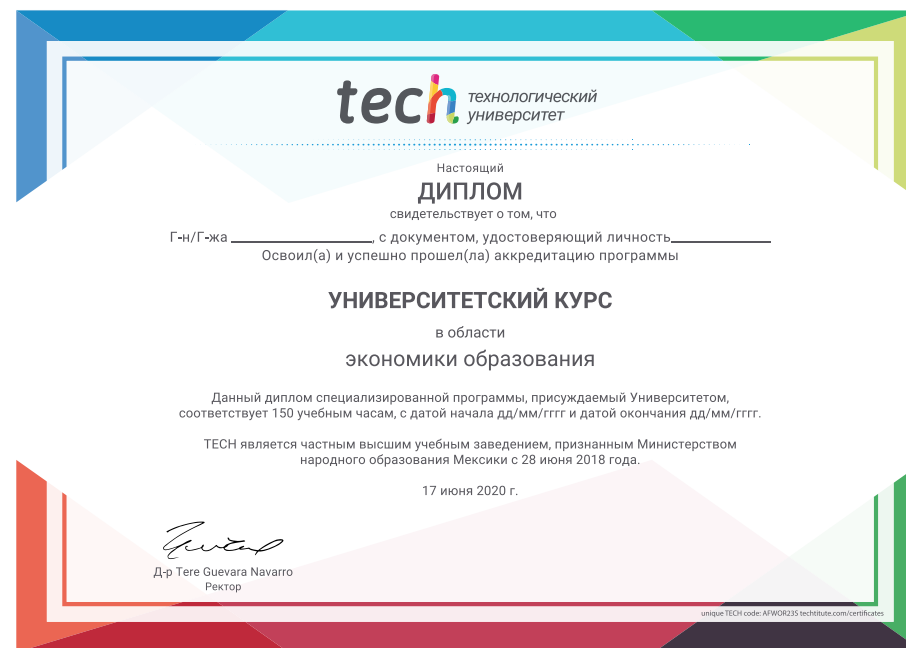 tech технологический
университет
Настоящий
ДИПЛОМ
свидетельствует о том, что
Г-н/Г-жа ____________, с документом, удостоверяющий личность____________
Освоил(а) и успешно прошел(ла) аккредитацию программы
УНИВЕРСИТЕТСКИЙ КУРС
в области
экономики образования
Данный диплом специализированной программы, присуждаемый Университетом,
соответствует 150 учебным часам, с датой начала дд/мм/гггг и датой окончания дд/мм/гггг.
TECH является частным высшим учебным заведением, признанным Министерством
народного образования Мексики с 28 июня 2018 года.
17 июня 2020 г.
Д-р Tere Guevara Navarro
Ректор
unique TECH code: AFWOR23S techtitute.com/certificates